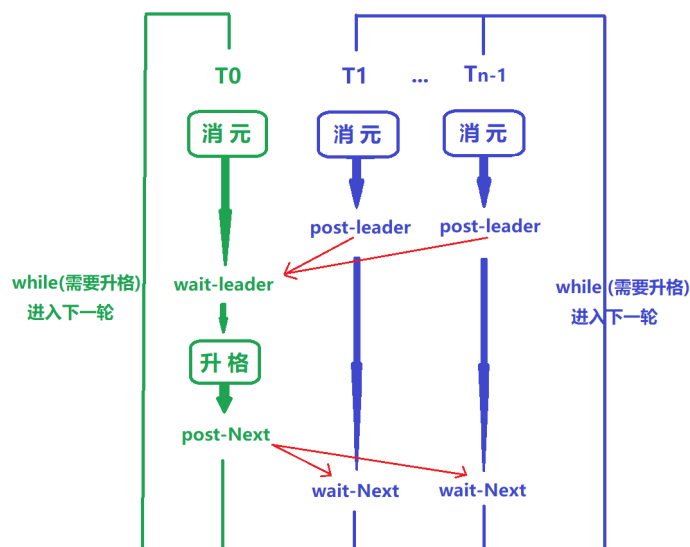 T0
T1
...
Tn-1
消 元
消 元
消 元
post-leader
post-leader
wait-leader
while(需要升格)
进入下一轮
while (需要升格)
进入下一轮
升 格
post-Next
wait-Next
wait-Next